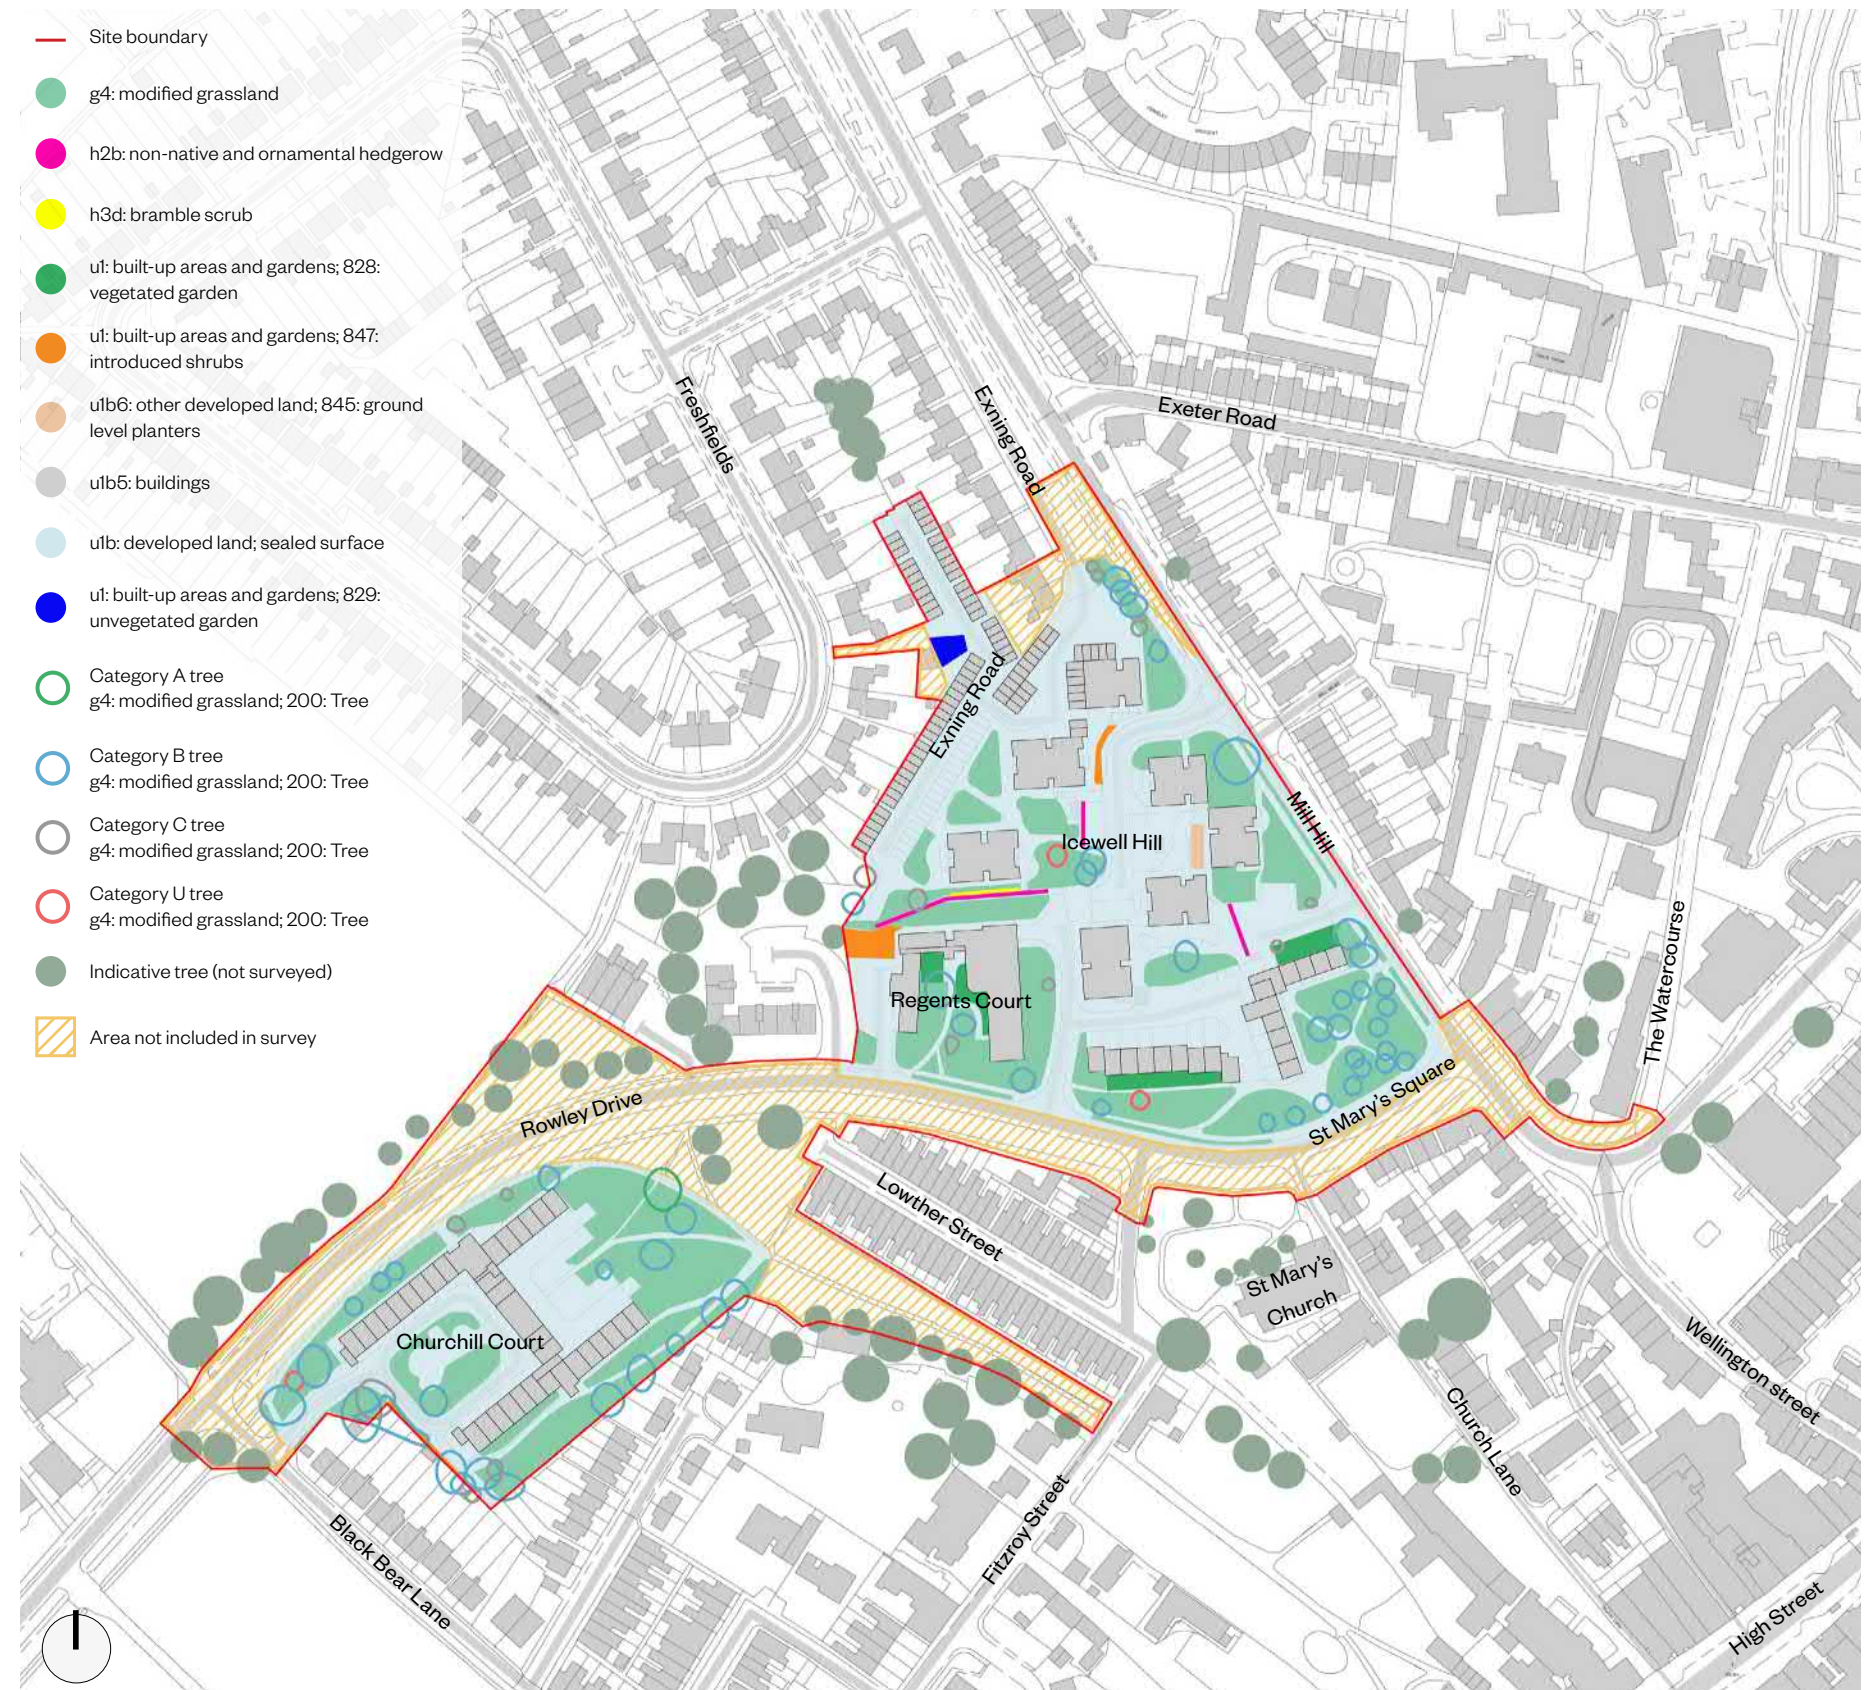 Site boundary
g4: modified grassland
h2b: non-native and ornamental hedgerow
h3d: bramble scrub
u1: built-up areas and gardens; 828:
vegetated garden
u1: built-up areas and gardens; 847:
introduced shrubs
u1b6: other developed land; 845: ground
level planters
u1b5: buildings
u1b: developed land; sealed surface
u1: built-up areas and gardens; 829:
unvegetated garden
Category A tree
g4: modified grassland; 200: Tree
Category B tree
g4: modified grassland; 200: Tree
Category C tree
g4: modified grassland; 200: Tree
Category U tree
g4: modified grassland; 200: Tree
Indicative tree (not surveyed)
Area not included in survey
Freshfields
Exning Road
Exeter Road
Exning Road
Mill Hill
Icewell Hill
Regents Court
The Watercourse
St Mary's Square
Rowley Drive
Lowther Street
St Mary's
Church
Churchill Court
Wellington street
Church Lane
Fitzroy Street
Black Bear Lane
High Street